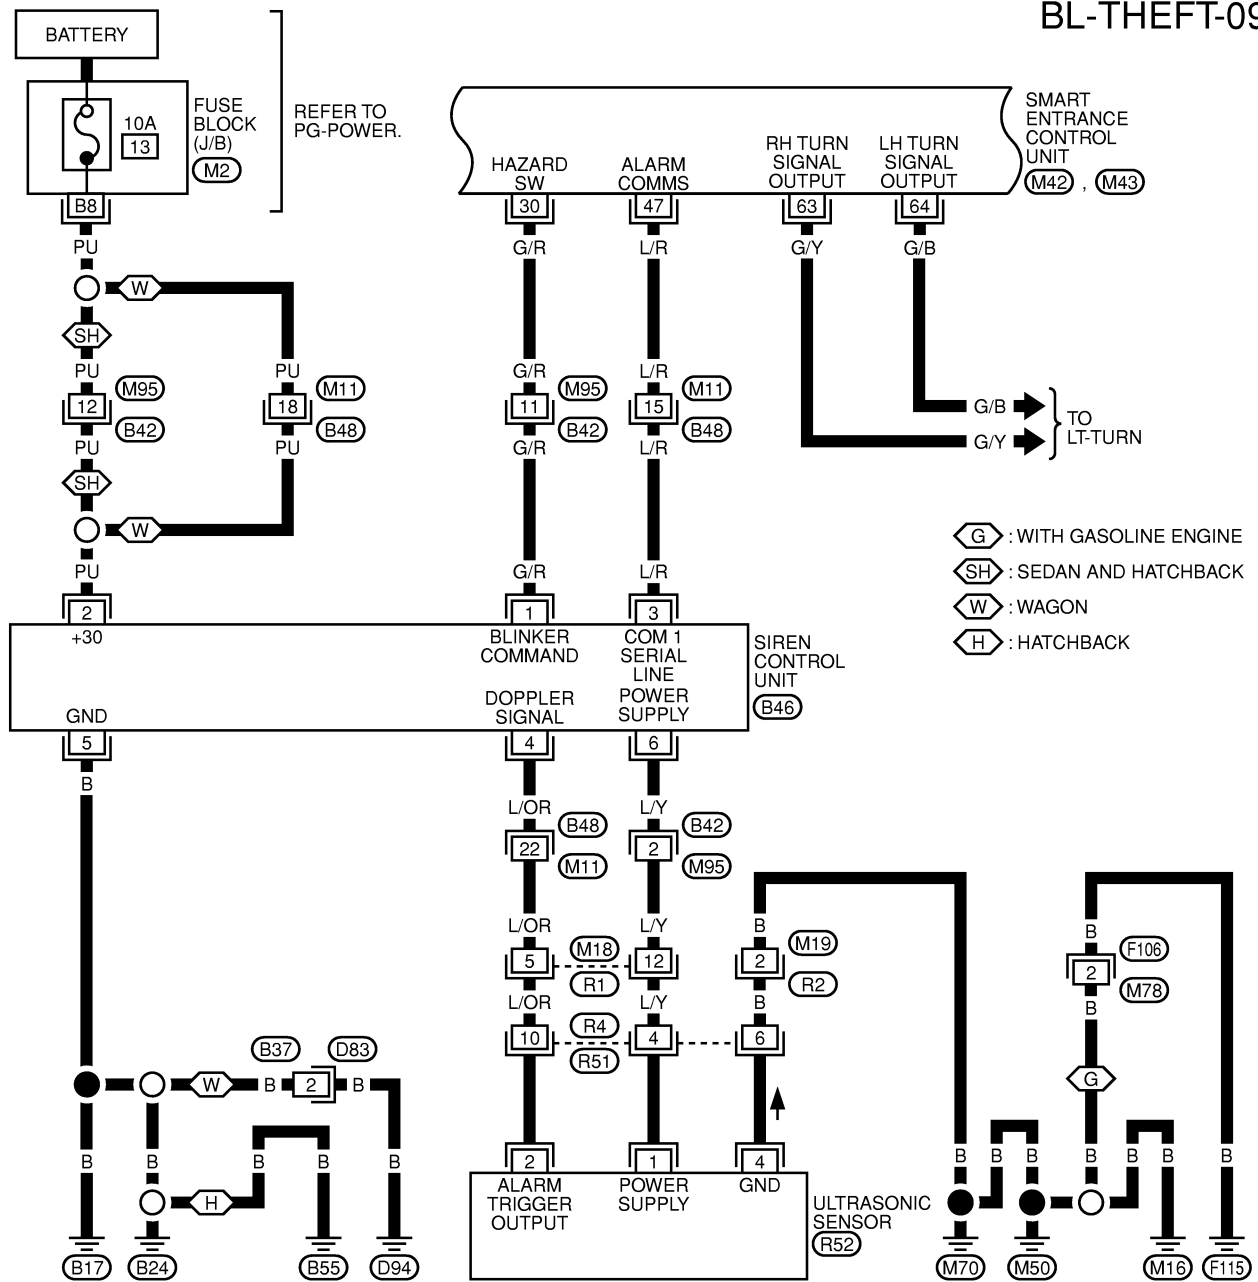 BL-THEFT-09
BATTERY
10A
13
FUSE
BLOCK
(J/B)
M2
REFER TO
PG-POWER.
SMART
ENTRANCE
CONTROL
UNIT
M42 , M43
HAZARD
SW
ALARM
COMMS
RH TURN
SIGNAL
OUTPUT
LH TURN
SIGNAL
OUTPUT
B8
30
47
63
64
PU
G/R
L/R
G/Y
G/B
W
SH
PU
PU
G/R
L/R
M95
M11
M95
M11
12
18
11
15
B42
B48
B42
B48
PU
PU
G/R
L/R
G/B
G/Y
TO
LT-TURN
SH
W
PU
G/R
L/R
G : WITH GASOLINE ENGINE
SH : SEDAN AND HATCHBACK
W : WAGON
H : HATCHBACK
2
1
3
+30
BLINKER
COMMAND
COM 1
SERIAL
LINE
SIREN
CONTROL
UNIT
B46
GND
DOPPLER
SIGNAL
POWER
SUPPLY
5
4
6
B
L/OR
L/Y
B48
B42
22
2
M11
M95
L/OR
L/Y
B
B
M18
M19
F106
5
12
2
2
R1
R2
M78
L/OR
L/Y
B
B
R4
10
4
6
R51
B37
D83
W
B
2
B
G
B
B
B
B
B
B
B
B
B
B
B
H
2
1
4
ALARM
TRIGGER
OUTPUT
POWER
SUPPLY
GND
ULTRASONIC
SENSOR
R52
B17
B24
B55
D94
M70
M50
M16
F115